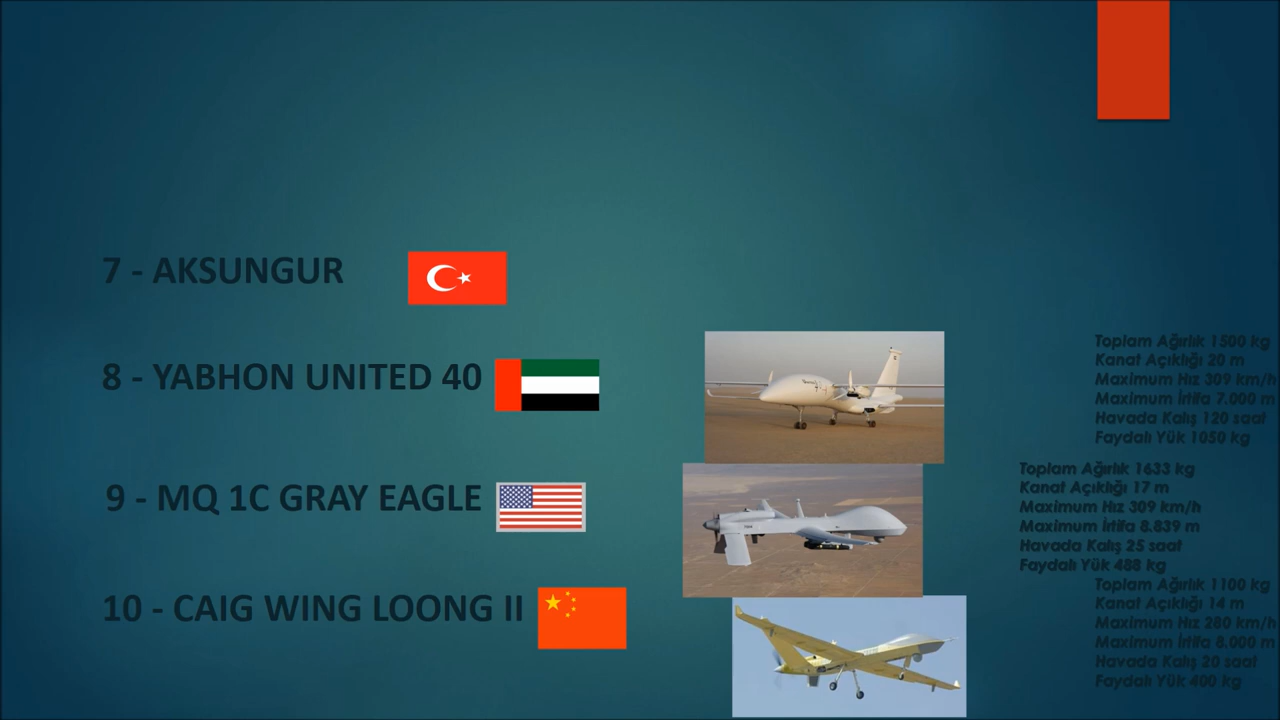 7 - AKSUNGUR
8 - YABHON UNITED 40
Toplam Ağırlık 1500 kg
Kanat Açıklığı 20 m
Maximum Hız 309 km/h
Maximum İrtifa 7.000 m
Havada Kalış 120 saat
Faydalı Yük 1050 kg
9 - MQ 1C GRAY EAGLE
Toplam Ağırlık 1633 kg
Kanat Açıklığı 17 m
Maximum Hız 309 km/h
Maximum İrtifa 8.839 m
Havada Kalış 25 saat
Faydalı Yük 488 kg
10 - CAIG WING LOONG II
Toplam Ağırlık 1100 kg
Kanat Açıklığı 14 m
Maximum Hız 280 km/h
Maximum İrtifa 8.000 m
Havada Kalış 20 saat
Faydalı Yük 400 kg